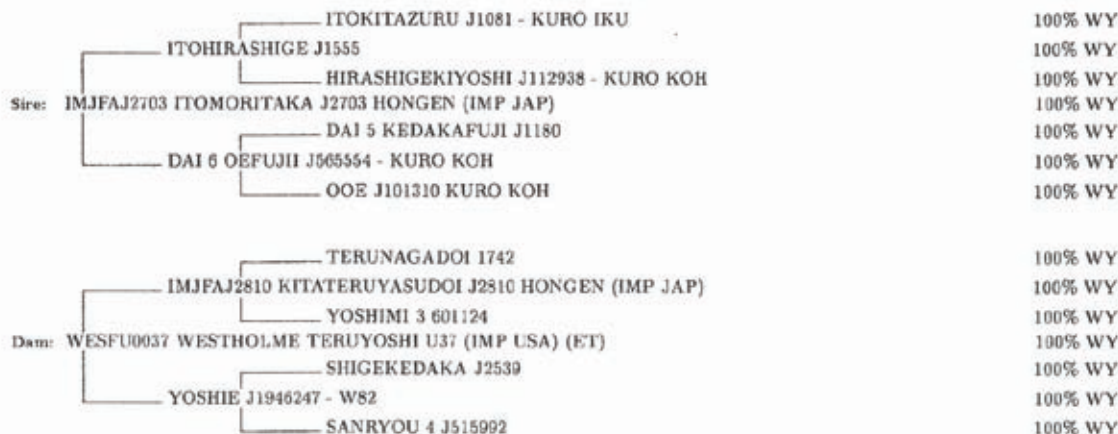 ITOKITAZURU J1081 - KURO IKU 100% WY
ITOHIRASHIGE J1555 100% WY
HIRASHIGEKIYOSHI J112938 - KURO KOH 100% WY
Sire: IMJFAJ2703 ITOMORITAKA J2703 HONGEN (IMP JAP) 100% WY
DAI 5 KEDAKAFUJI J1180 100% WY
DAI 6 OEFUJII J565554 - KURO KOH 100% WY
OOE J101310 KURO KOH 100% WY
TERUNAGADOI 1742 100% WY
IMJFAJ2810 KITATERUYASUDOI J2810 HONGEN (IMP JAP) 100% WY
YOSHIMI 3 601124 100% WY
Dam: WESFU0037 WESTHOLME TERUYOSHI U37 (IMP USA) (ET) 100% WY
SHIGEKEDAKA J2539 100% WY
YOSHIE J1946247 - W82 100% WY
SANRYOU 4 J515992 100% WY